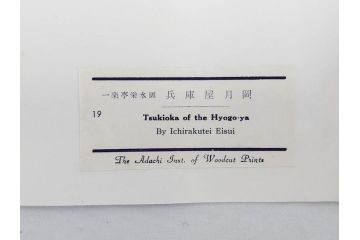 一楽亭栄水画 兵庫屋月岡
19
Tsukioka of the Hyogo-ya
By Ichirakutei Eisui
The Adachi Inst. of Woodcut Prints